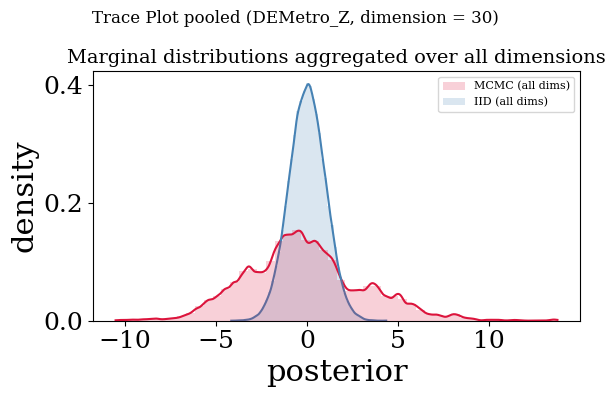 Trace Plot pooled (DEMetro_Z, dimension = 30)
Marginal distributions aggregated over all dimensions
MCMC (all dims)
IID (all dims)
density
0.4
0.2
0.0
−10
−5
0
5
10
posterior